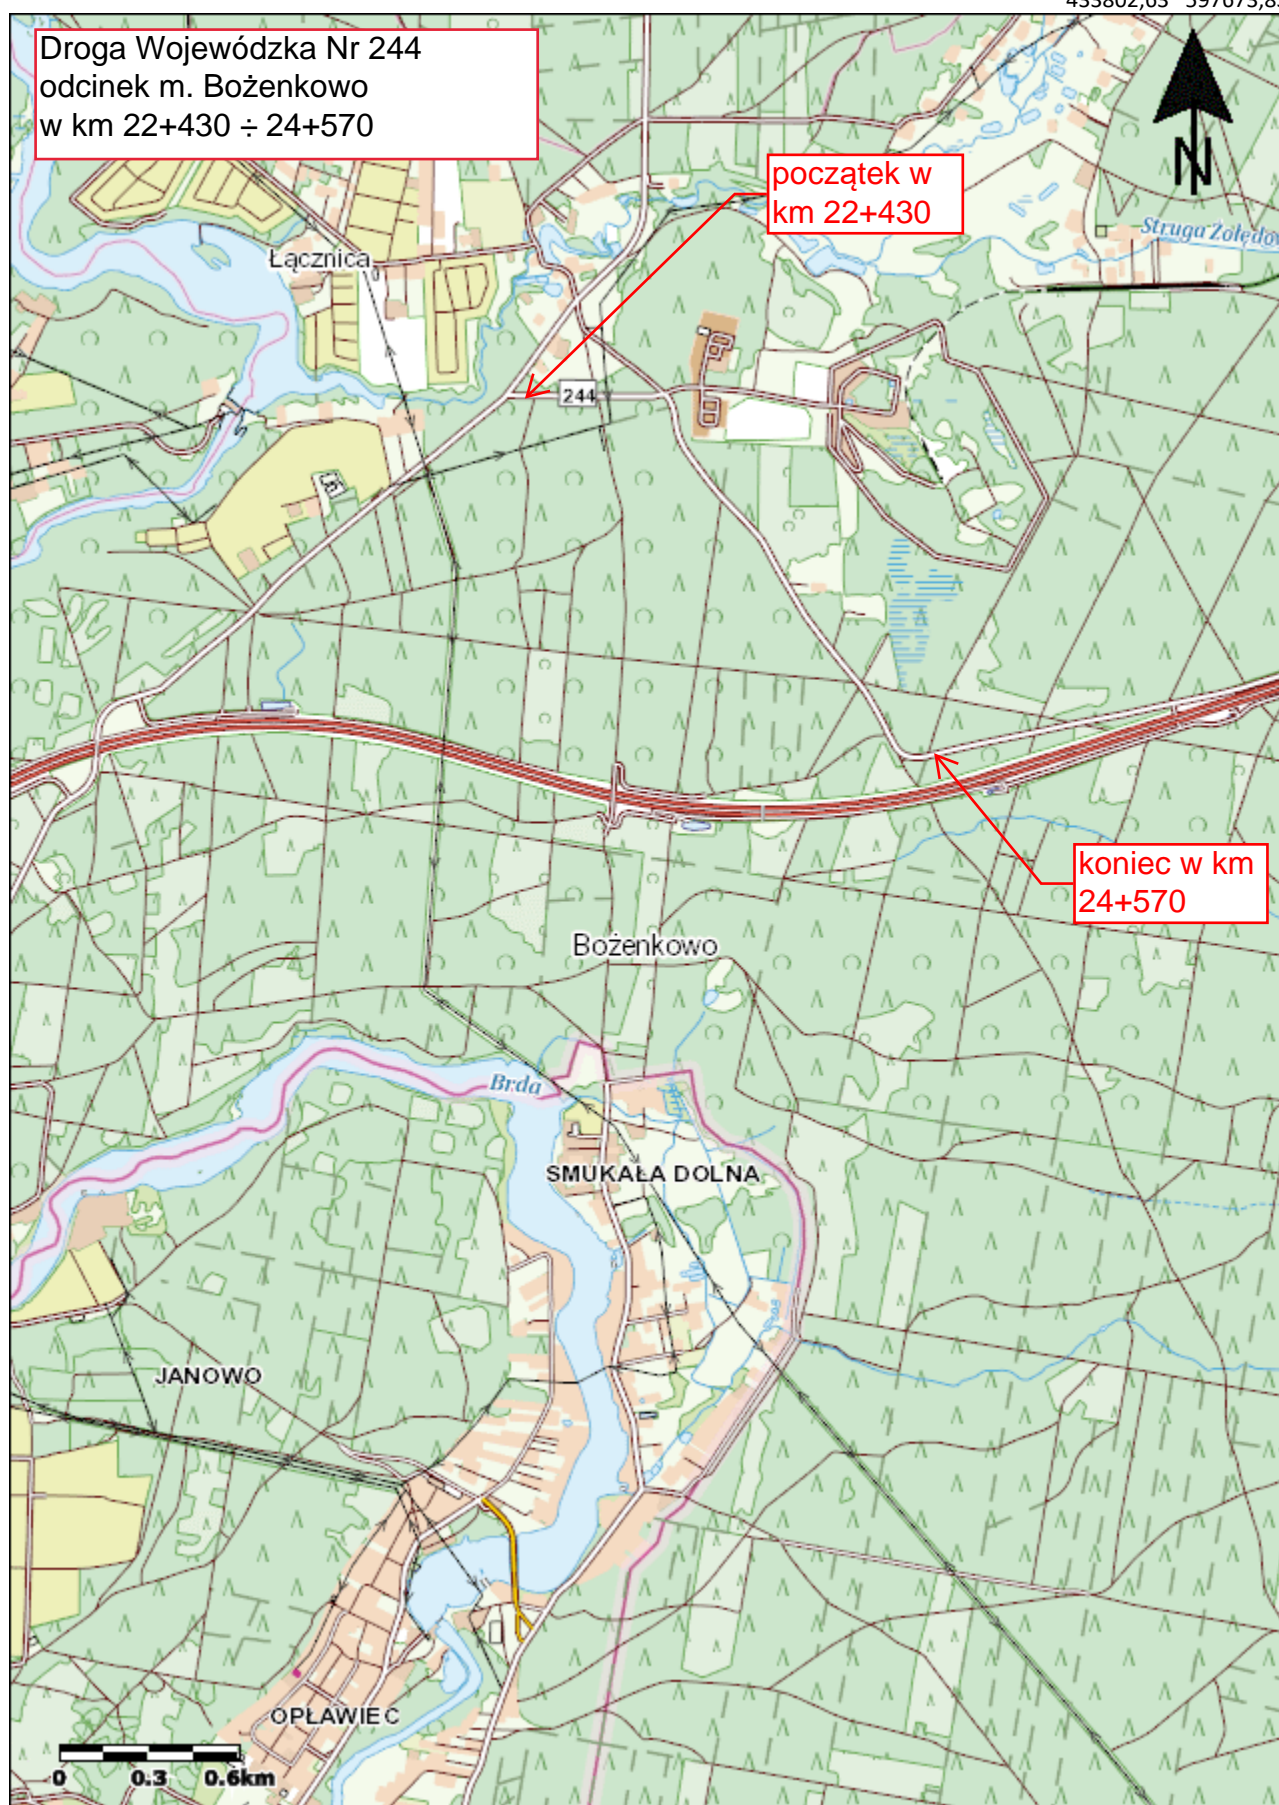 Droga Wojewódzka Nr 244
odcinek m. Bożenkowo
w km 22+430 ÷ 24+570
początek w
km 22+430
N
Struga
Łącznica
244
koniec w km
24+570
Bożenkowo
Brda
SMUKAŁA DOLNA
JANOWO
OPŁAWIEC
0 0.3 0.6km